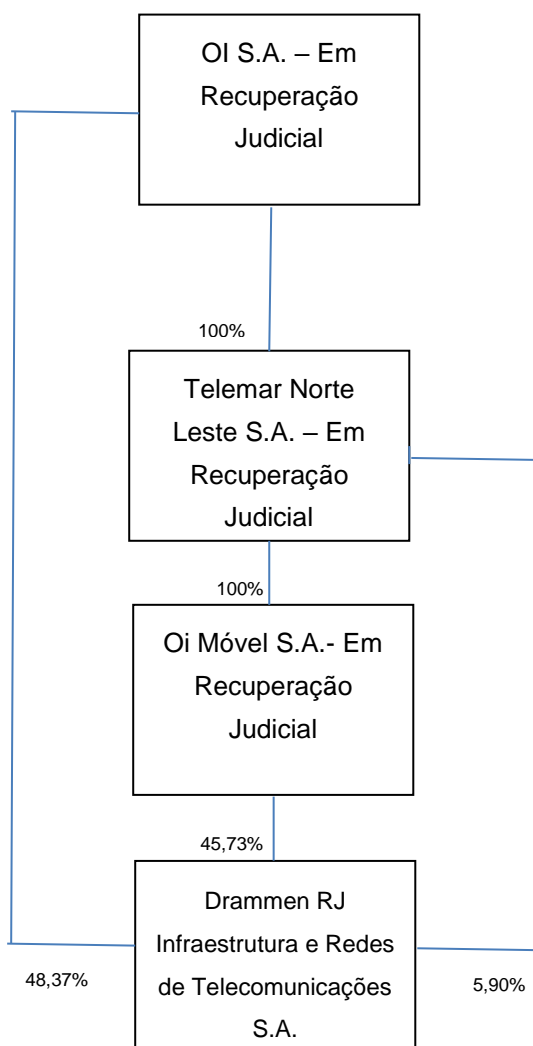 OI S.A. – Em
Recuperação
Judicial
100%
Telemar Norte
Leste S.A. – Em
Recuperação
Judicial
100%
Oi Móvel S.A.- Em
Recuperação
Judicial
45,73%
Drammen RJ
Infraestrutura e Redes
de Telecomunicações
S.A.
48,37%
5,90%